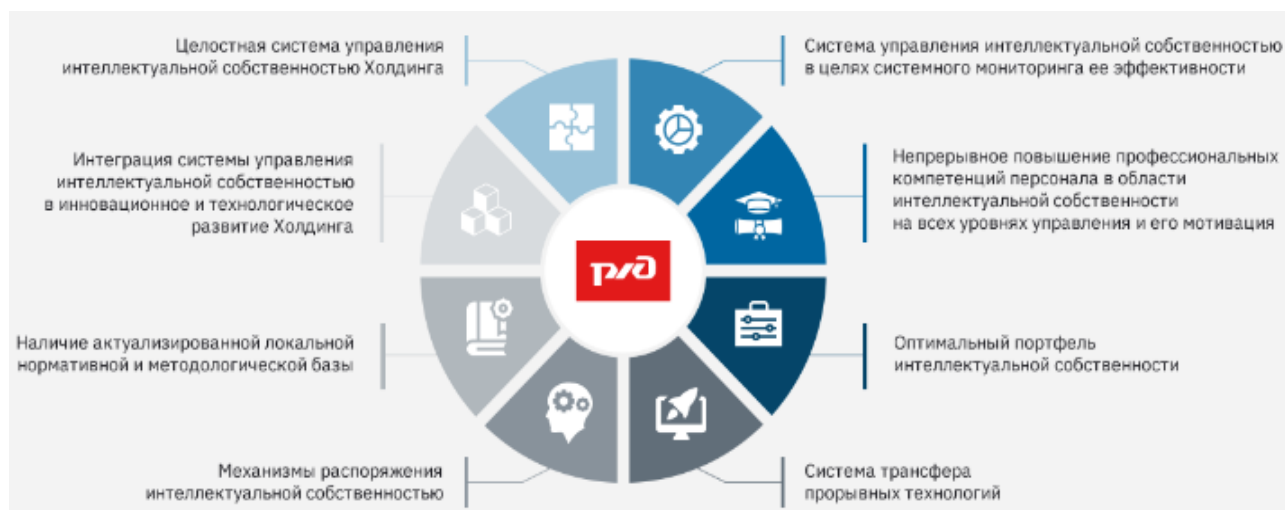 Целостная система управления
интеллектуальной собственностью Холдинга
Система управления интеллектуальной собственностью
в целях системного мониторинга ее эффективности
Интеграция системы управления
интеллектуальной собственностью
в инновационное и технологическое
развитие Холдинга
Непрерывное повышение профессиональных
компетенций персонала в области
интеллектуальной собственности
на всех уровнях управления и его мотивация
ржд
Наличие актуализированной локальной
нормативной и методологической базы
Оптимальный портфель
интеллектуальной собственности
Механизмы распоряжения
интеллектуальной собственностью
Система трансфера
прорывных технологий